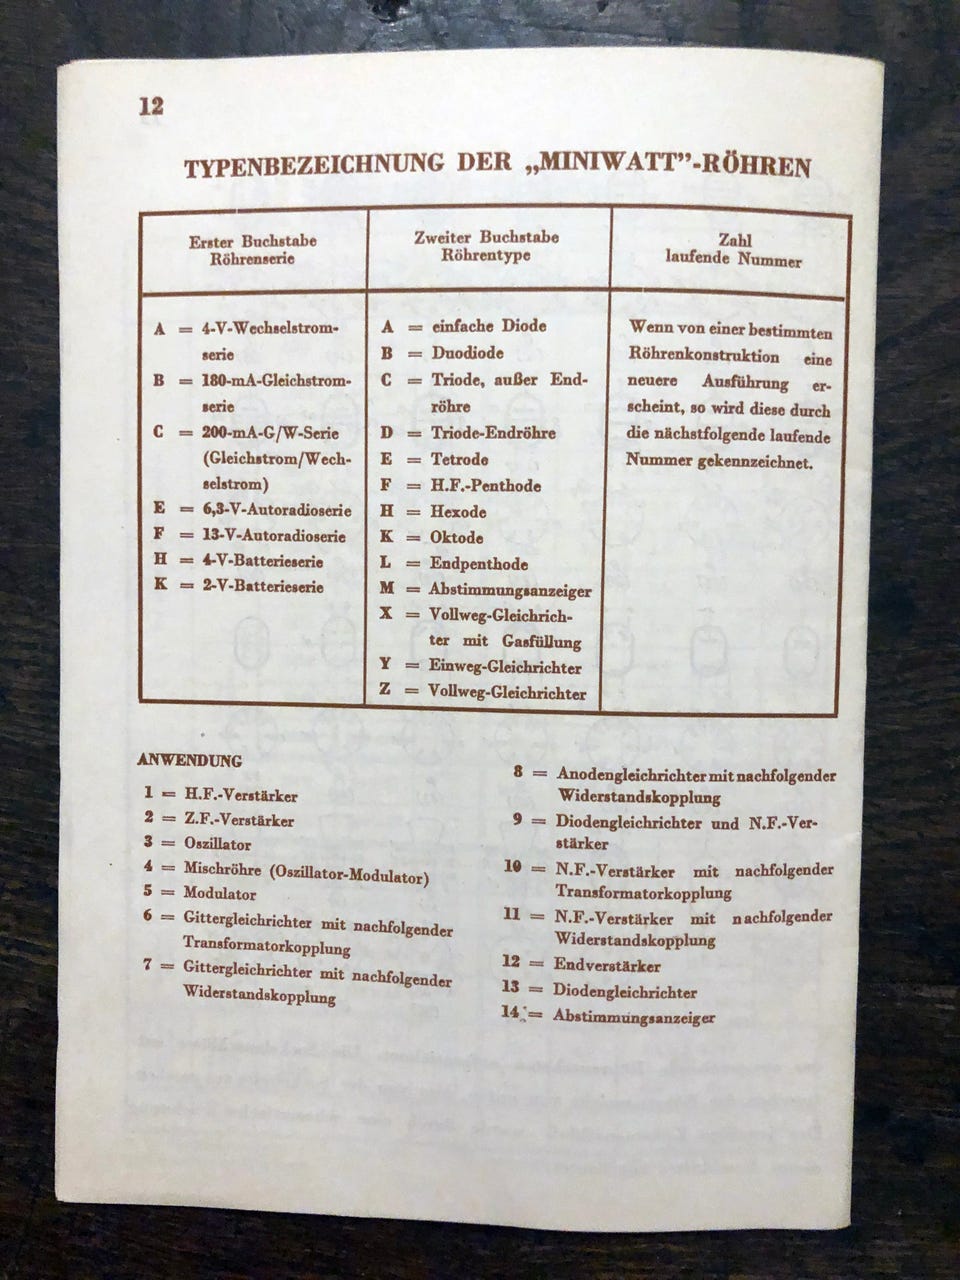 12
TYPENBEZEICHNUNG DER „MINIWATT”-RÖHREN
Erster Buchstabe
Röhrenserie
A = 4-V-Wechselstrom-
serie
B = 180-mA-Gleichstrom-
serie
C = 200-mA-G/W-Serie
(Gleichstrom/Wech-
selstrom)
E = 6,3-V-Autoradioserie
F = 13-V-Autoradioserie
H = 4-V-Batterieserie
K = 2-V-Batterieserie
Zweiter Buchstabe
Röhrentype
A = einfache Diode
B = Duodiode
C = Triode, außer End-
röhre
D = Triode-Endröhre
E = Tetrode
F = H.F.-Penthode
H = Hexode
K = Oktode
L = Endpenthode
M = Abstimmungsanzeiger
X = Vollweg-Gleichrich-
ter mit Gasfüllung
Y = Einweg-Gleichrichter
Z = Vollweg-Gleichrichter
Zahl
laufende Nummer
Wenn von einer bestimmten
Röhrenkonstruktion eine
neuere Ausführung er-
scheint, so wird diese durch
die nächstfolgende laufende
Nummer gekennzeichnet.
ANWENDUNG
1 = H.F.-Verstärker
2 = Z.F.-Verstärker
3 = Oszillator
4 = Mischröhre (Oszillator-Modulator)
5 = Modulator
6 = Gittergleichrichter mit nachfolgender
Transformatorkopplung
7 = Gittergleichrichter mit nachfolgender
Widerstandskopplung
8 = Anodengleichrichter mit nachfolgender
Widerstandskopplung
9 = Diodengleichrichter und N.F.-Ver-
stärker
10 = N.F.-Verstärker mit nachfolgender
Transformatorkopplung
11 = N.F.-Verstärker mit nachfolgender
Widerstandskopplung
12 = Endverstärker
13 = Diodengleichrichter
14 = Abstimmungsanzeiger